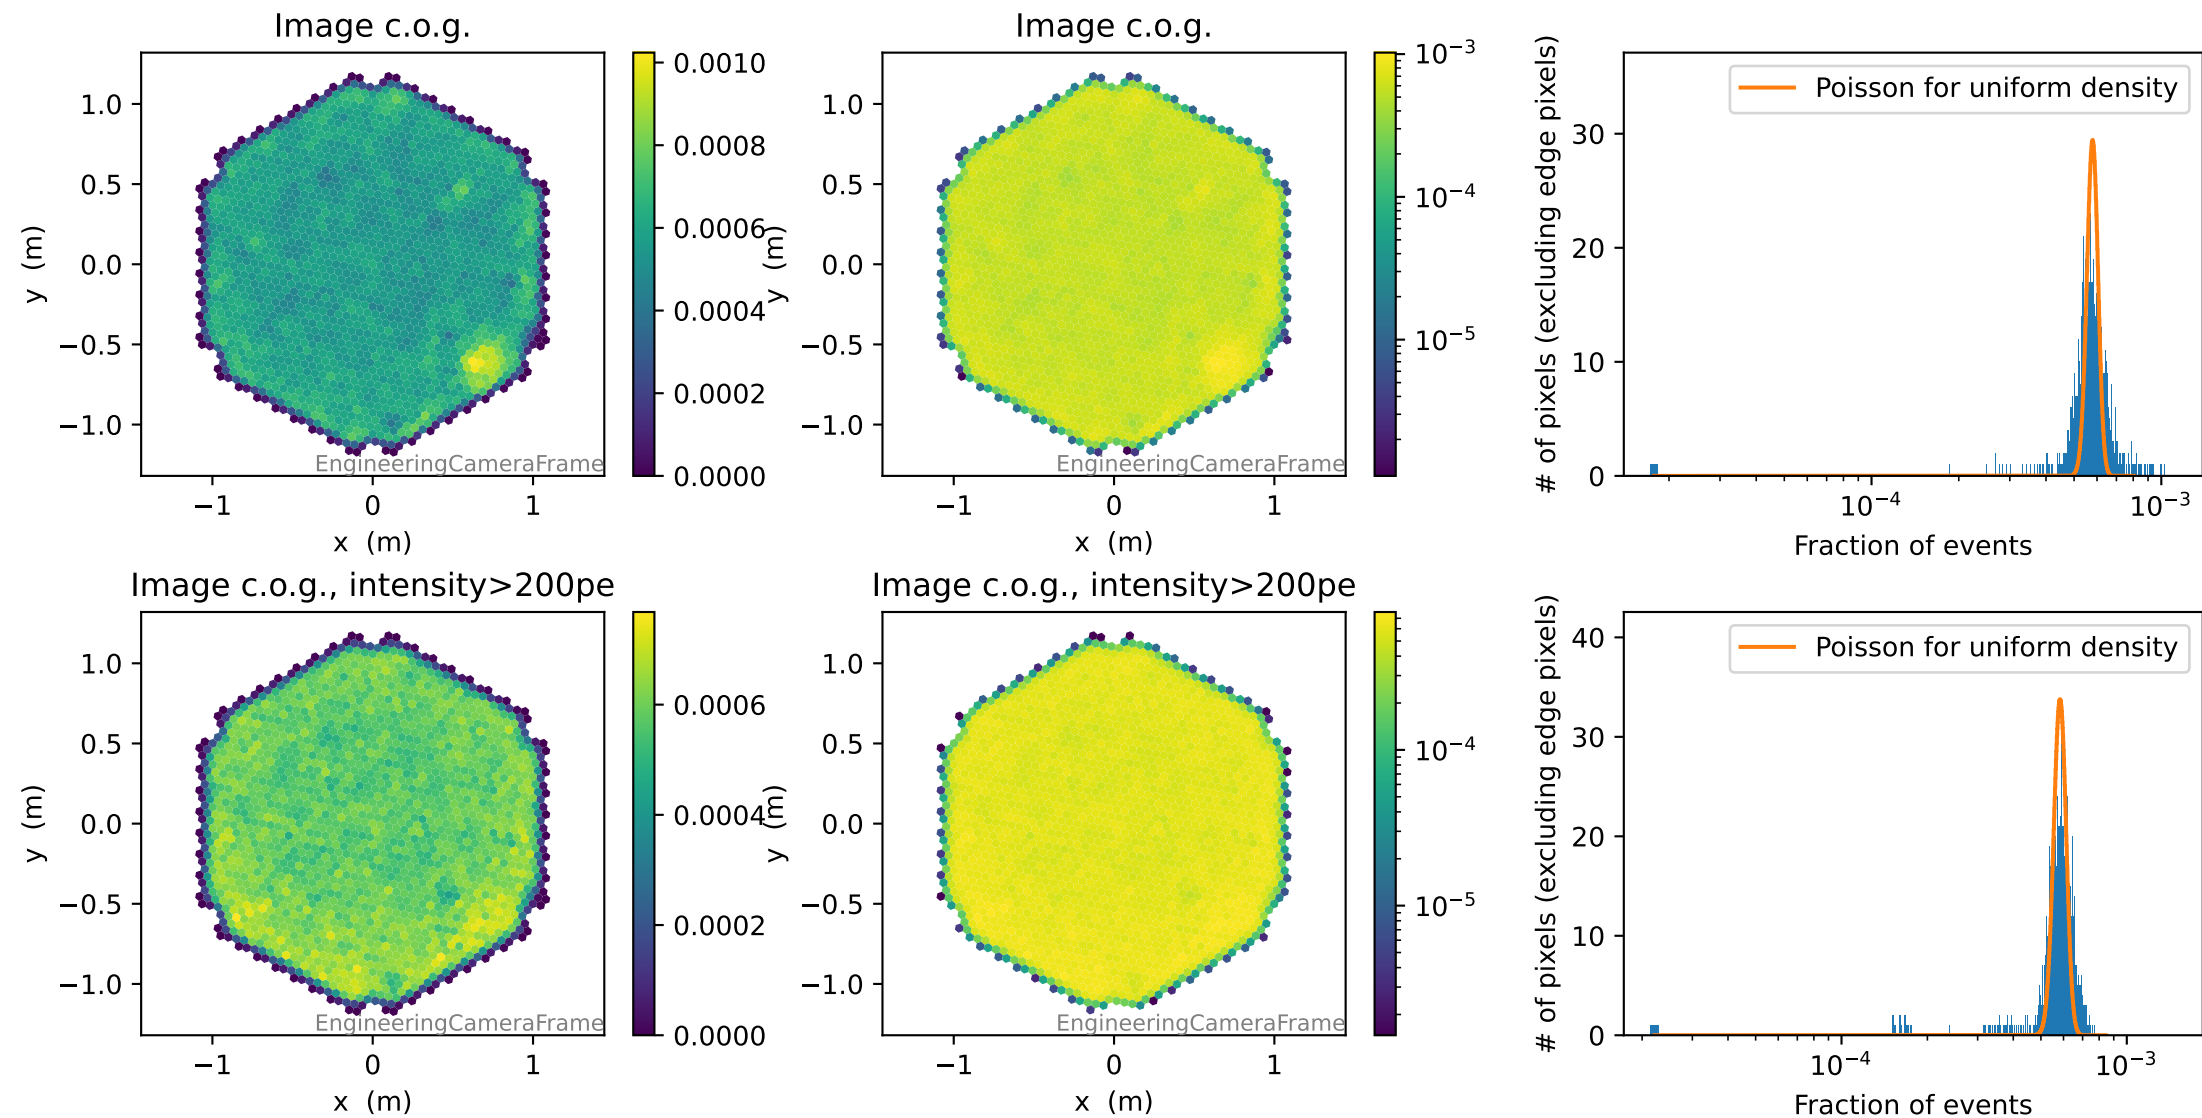 Image c.o.g.
1.0
0.5
0.0
−0.5
−1.0
y (m)
−1
0
1
x (m)
EngineeringCameraFrame
0.0010
0.0008
0.0006
0.0004
0.0002
0.0000
Image c.o.g.
1.0
0.5
0.0
−0.5
−1.0
y (m)
−1
0
1
x (m)
EngineeringCameraFrame
10−3
10−4
10−5
Poisson for uniform density
30
20
10
0
# of pixels (excluding edge pixels)
10−4
10−3
Fraction of events
Image c.o.g., intensity>200pe
1.0
0.5
0.0
−0.5
−1.0
y (m)
−1
0
1
x (m)
EngineeringCameraFrame
0.0006
0.0004
0.0002
0.0000
Image c.o.g., intensity>200pe
1.0
0.5
0.0
−0.5
−1.0
y (m)
−1
0
1
x (m)
EngineeringCameraFrame
10−4
10−5
Poisson for uniform density
40
30
20
10
0
# of pixels (excluding edge pixels)
10−4
10−3
Fraction of events